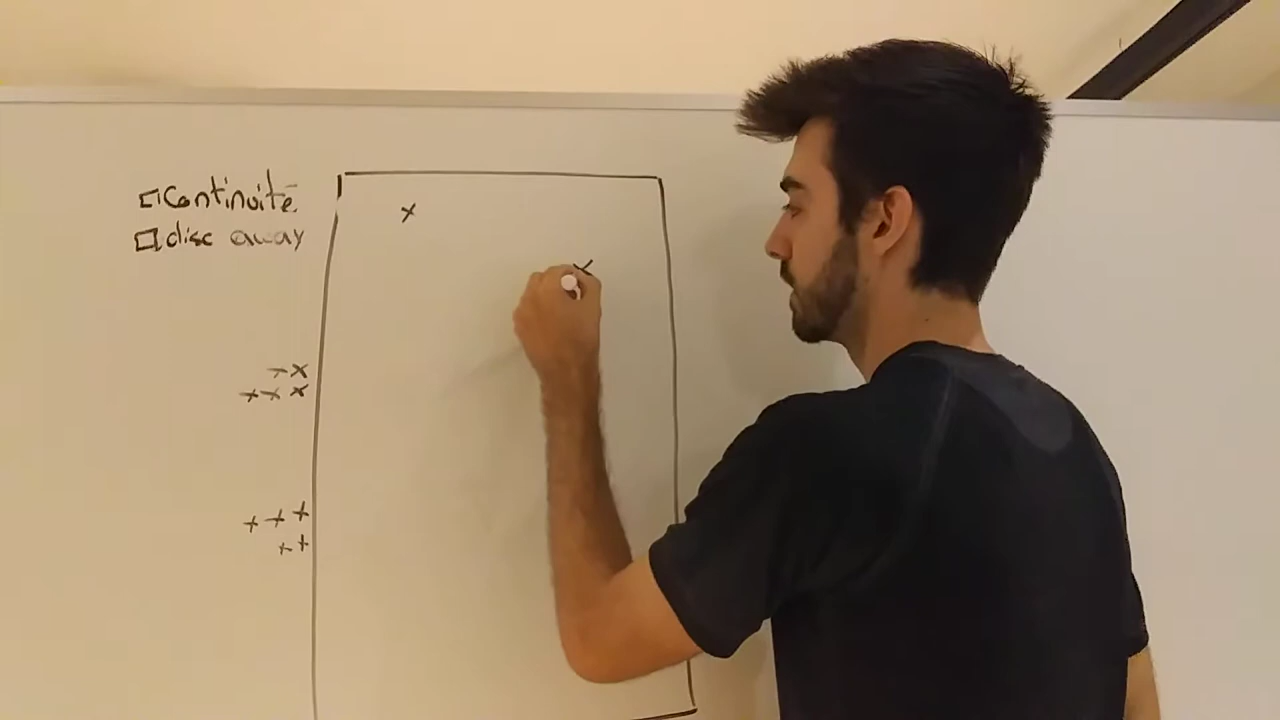 Continuité
disc away
x
x
+ x
+ x x
+ + +
+ +